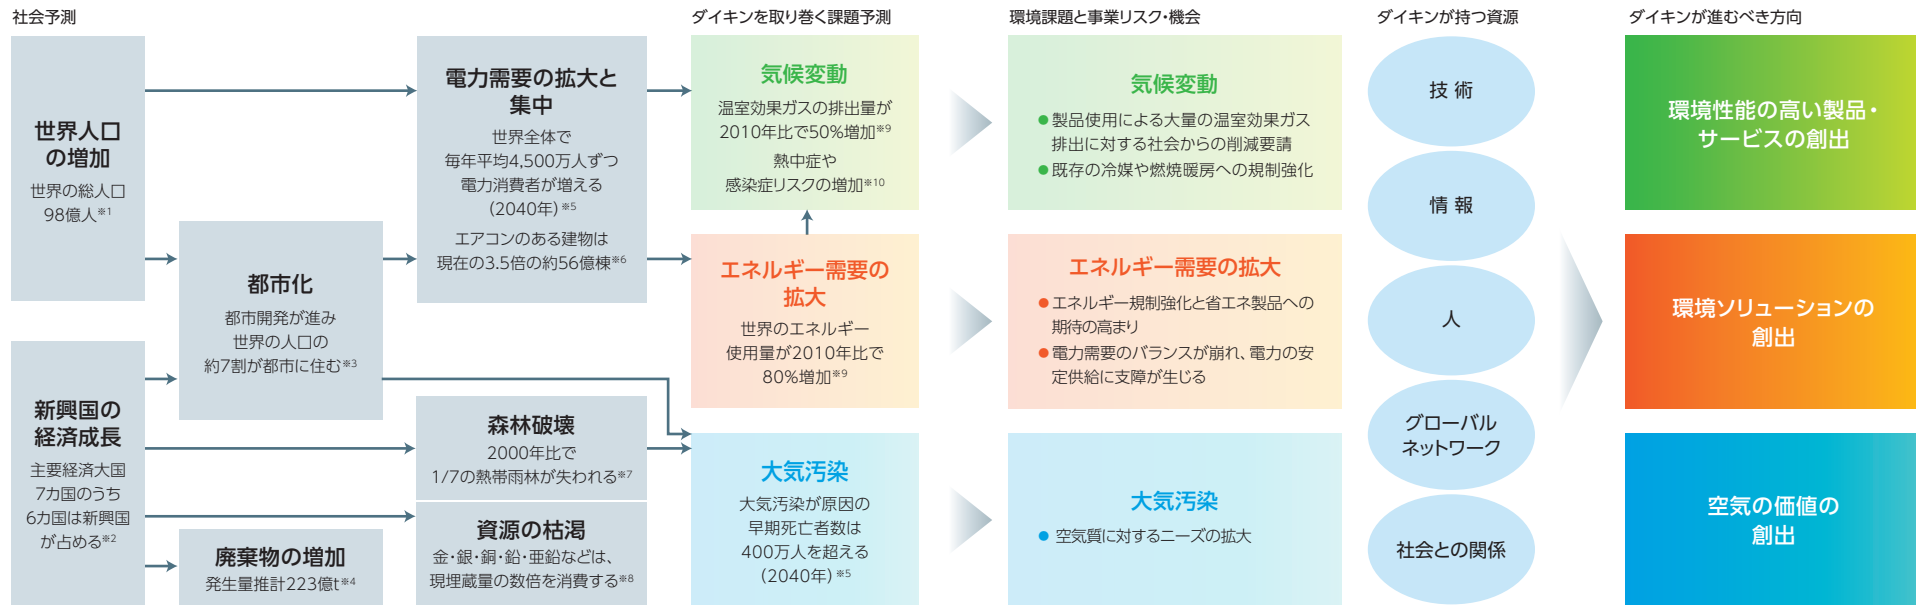 社会予測
世界人口
の増加
世界の総人口
98億人※1
新興国の
経済成長
主要経済大国
7カ国のうち
6カ国は新興国
が占める※2
都市化
都市開発が進み
世界の人口の
約7割が都市に住む※3
廃棄物の増加
発生量推計223億t※4
電力需要の拡大と
集中
世界全体で
毎年平均4,500万人ずつ
電力消費者が増える
(2040年)※5
エアコンのある建物は
現在の3.5倍の約56億棟※6
森林破壊
2000年比で
1/7の熱帯雨林が失われる※7
資源の枯渇
金・銀・銅・鉛・亜鉛などは、
現埋蔵量の数倍を消費する※8
ダイキンを取り巻く課題予測
気候変動
温室効果ガスの排出量が
2010年比で50%増加※9
熱中症や
感染症リスクの増加※10
エネルギー需要の
拡大
世界のエネルギー
使用量が2010年比で
80%増加※9
大気汚染
大気汚染が原因の
早期死亡者数は
400万人を超える
(2040年)※5
環境課題と事業リスク・機会
気候変動
●製品使用による大量の温室効果ガス
排出に対する社会からの削減要請
●既存の冷媒や燃焼暖房への規制強化
エネルギー需要の拡大
●エネルギー規制強化と省エネ製品への
期待の高まり
●電力需要のバランスが崩れ、電力の安
定供給に支障が生じる
大気汚染
●空気質に対するニーズの拡大
ダイキンが持つ資源
技 術
情 報
人
グローバル
ネットワーク
社会との関係
ダイキンが進むべき方向
環境性能の高い製品・
サービスの創出
環境ソリューションの
創出
空気の価値の
創出